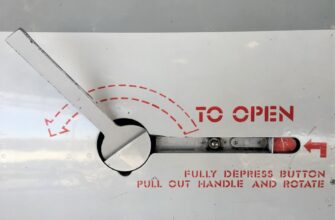 TO OPEN
FULLY DEPRESS BUTTON
PULL OUT HANDLE AND ROTATE